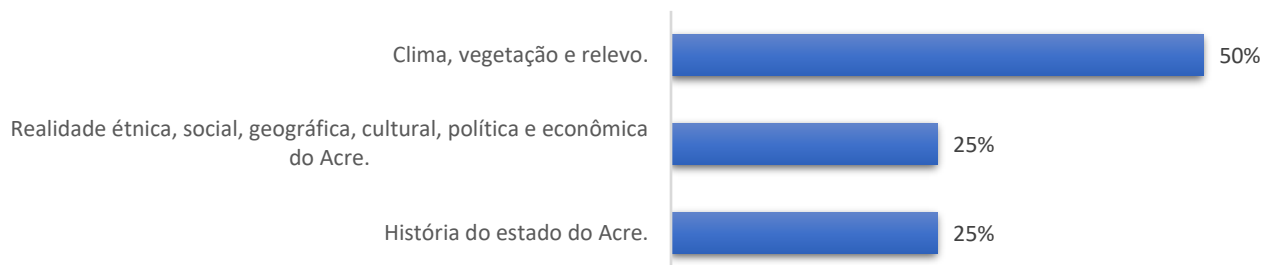 Clima, vegetação e relevo.
50%
Realidade étnica, social, geográfica, cultural, política e econômica
do Acre.
25%
História do estado do Acre.
25%